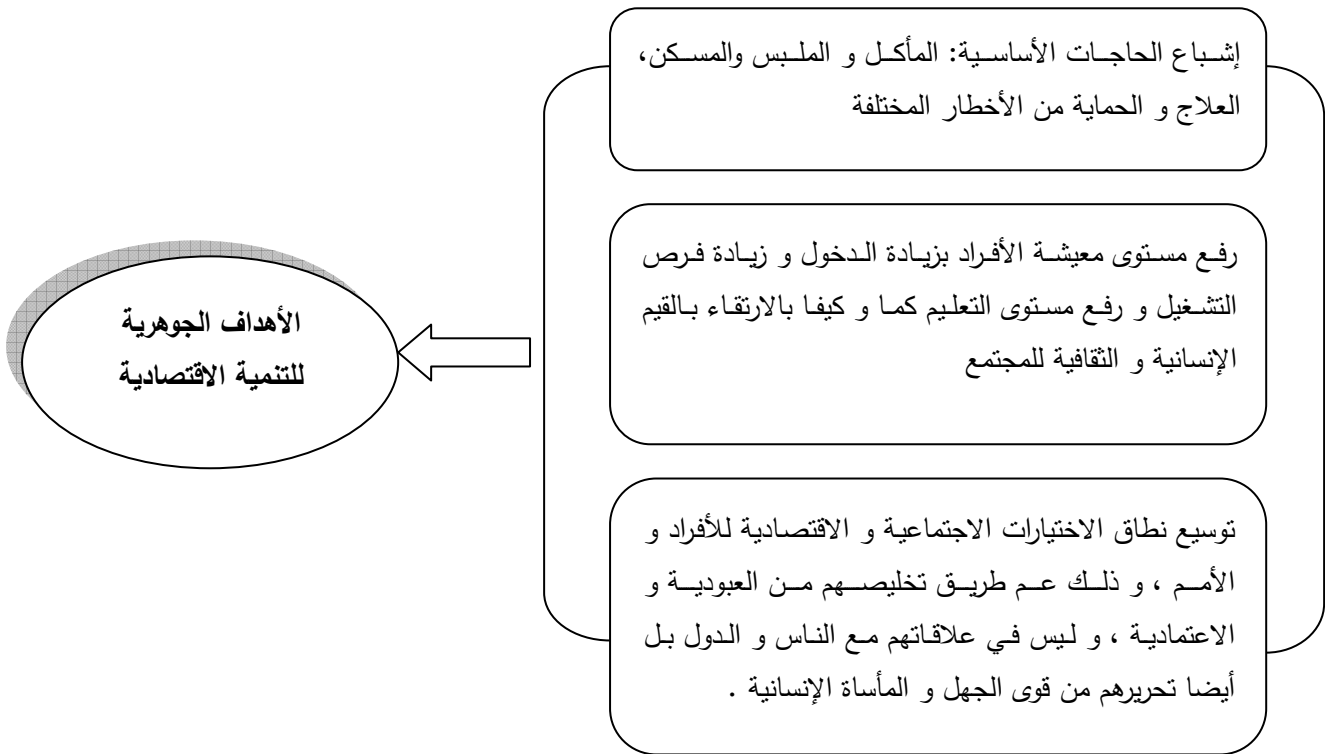 إشباع الحاجات الأساسية: المأكل و الملبس والمسكن،
العلاج و الحماية من الأخطار المختلفة
رفع مستوى معيشة الأفراد بزيادة الدخول و زيادة فرص
التشغيل و رفع مستوى التعليم كما و كيفا بالارتقاء بالقيم
الإنسانية و الثقافية للمجتمع
الأهداف الجوهرية
للتنمية الاقتصادية
توسيع نطاق الاختيارات الاجتماعية و الاقتصادية للأفراد و
الأمم ، و ذلك عم طريق تخليصهم من العبودية و
الاعتمادية ، و ليس في علاقاتهم مع الناس و الدول بل
أيضا تحريرهم من قوى الجهل و المأساة الإنسانية .